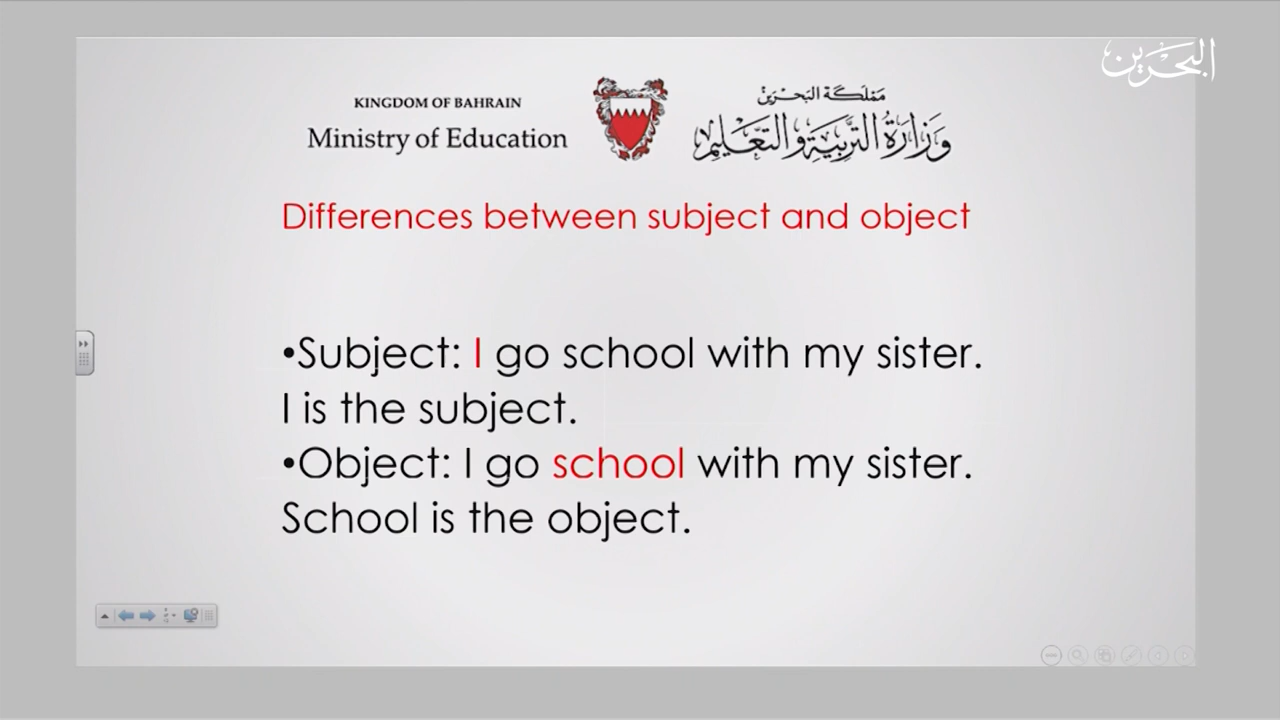 البحرين
KINGDOM OF BAHRAIN
Ministry of Education
مملكة البحرين
وزارة التربية والتعليم
Differences between subject and object
•Subject: I go school with my sister.
I is the subject.
•Object: I go school with my sister.
School is the object.